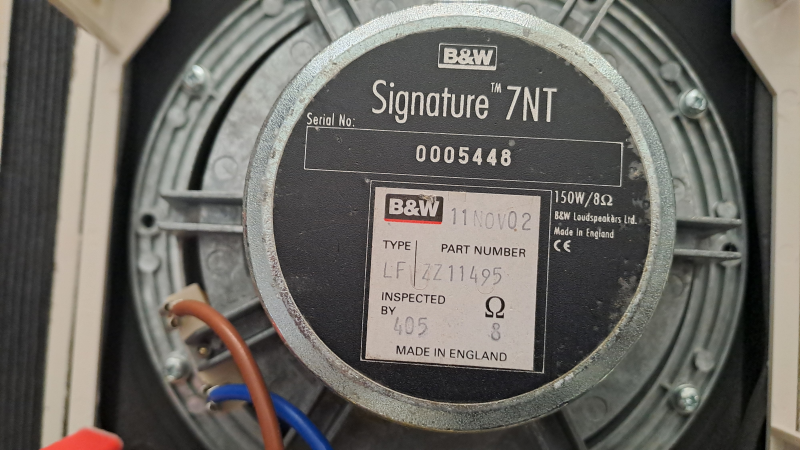 B&W
Signature™ 7NT
Serial No:
0005448
150W/8Ω
B&W Loudspeakers Ltd.
Made in England
CE
B&W 11NOV02
TYPE PART NUMBER
LF ZZ11495
INSPECTED BY Ω
405 8
MADE IN ENGLAND